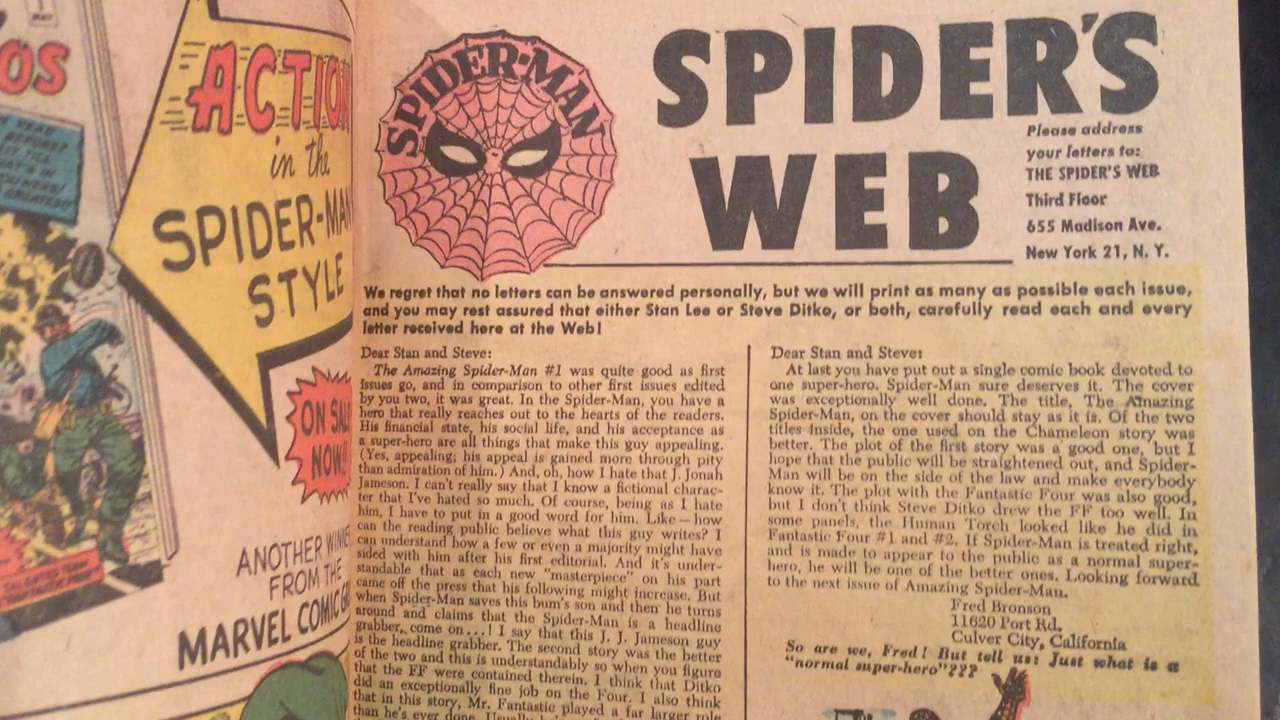 OS
ACTION
in the
SPIDER-MAN
STYLE
ON SALE
NOW!!
ANOTHER WINNER
FROM THE
MARVEL COMICS
SPIDER-MAN
SPIDER'S
WEB
Please address
your letters to:
THE SPIDER'S WEB
Third Floor
655 Madison Ave.
New York 21, N. Y.
We regret that no letters can be answered personally, but we will print as many as possible each issue,
and you may rest assured that either Stan Lee or Steve Ditko, or both, carefully read each and every
letter received here at the Web!
Dear Stan and Steve:
The Amazing Spider-Man #1 was quite good as first
issues go, and in comparison to other first issues edited
by you two, it was great. In the Spider-Man, you have a
hero that really reaches out to the hearts of the readers.
His financial state, his social life, and his acceptance as
a super-hero are all things that make this guy appealing.
(Yes, appealing; his appeal is gained more through pity
than admiration of him.) And, oh, how I hate that J. Jonah
Jameson. I can't really say that I know a fictional charac-
ter that I've hated so much. Of course, being as I hate
him, I have to put in a good word for him. Like — how
can the reading public believe what this guy writes? I
can understand how a few or even a majority might have
sided with him after his first editorial. And it's under-
standable that as each new "masterpiece" on his part
came off the press that his following might increase. But
when Spider-Man saves this bum's son and then he turns
around and claims that the Spider-Man is a headline
grabber, come on...! I say that this J. J. Jameson guy
is the headline grabber. The second story was the better
of the two and this is understandably so when you figure
that the FF were contained therein. I think that Ditko
did an exceptionally fine job on the Four. I also think
that in this story, Mr. Fantastic played a far larger role
than he's ever done. Usually
Dear Stan and Steve:
At last you have put out a single comic book devoted to
one super-hero. Spider-Man sure deserves it. The cover
was exceptionally well done. The title, The Amazing
Spider-Man, on the cover should stay as it is. Of the two
titles inside, the one used on the Chameleon story was
better. The plot of the first story was a good one, but I
hope that the public will be straightened out, and Spider-
Man will be on the side of the law and make everybody
know it. The plot with the Fantastic Four was also good,
but I don't think Steve Ditko drew the FF too well. In
some panels, the Human Torch looked like he did in
Fantastic Four #1 and #2. If Spider-Man is treated right,
and is made to appear to the public as a normal super-
hero, he will be one of the better ones. Looking forward
to the next issue of Amazing Spider-Man.
Fred Bronson
11620 Port Rd.
Culver City, California
So are we, Fred! But tell us: Just what is a
"normal super-hero"???